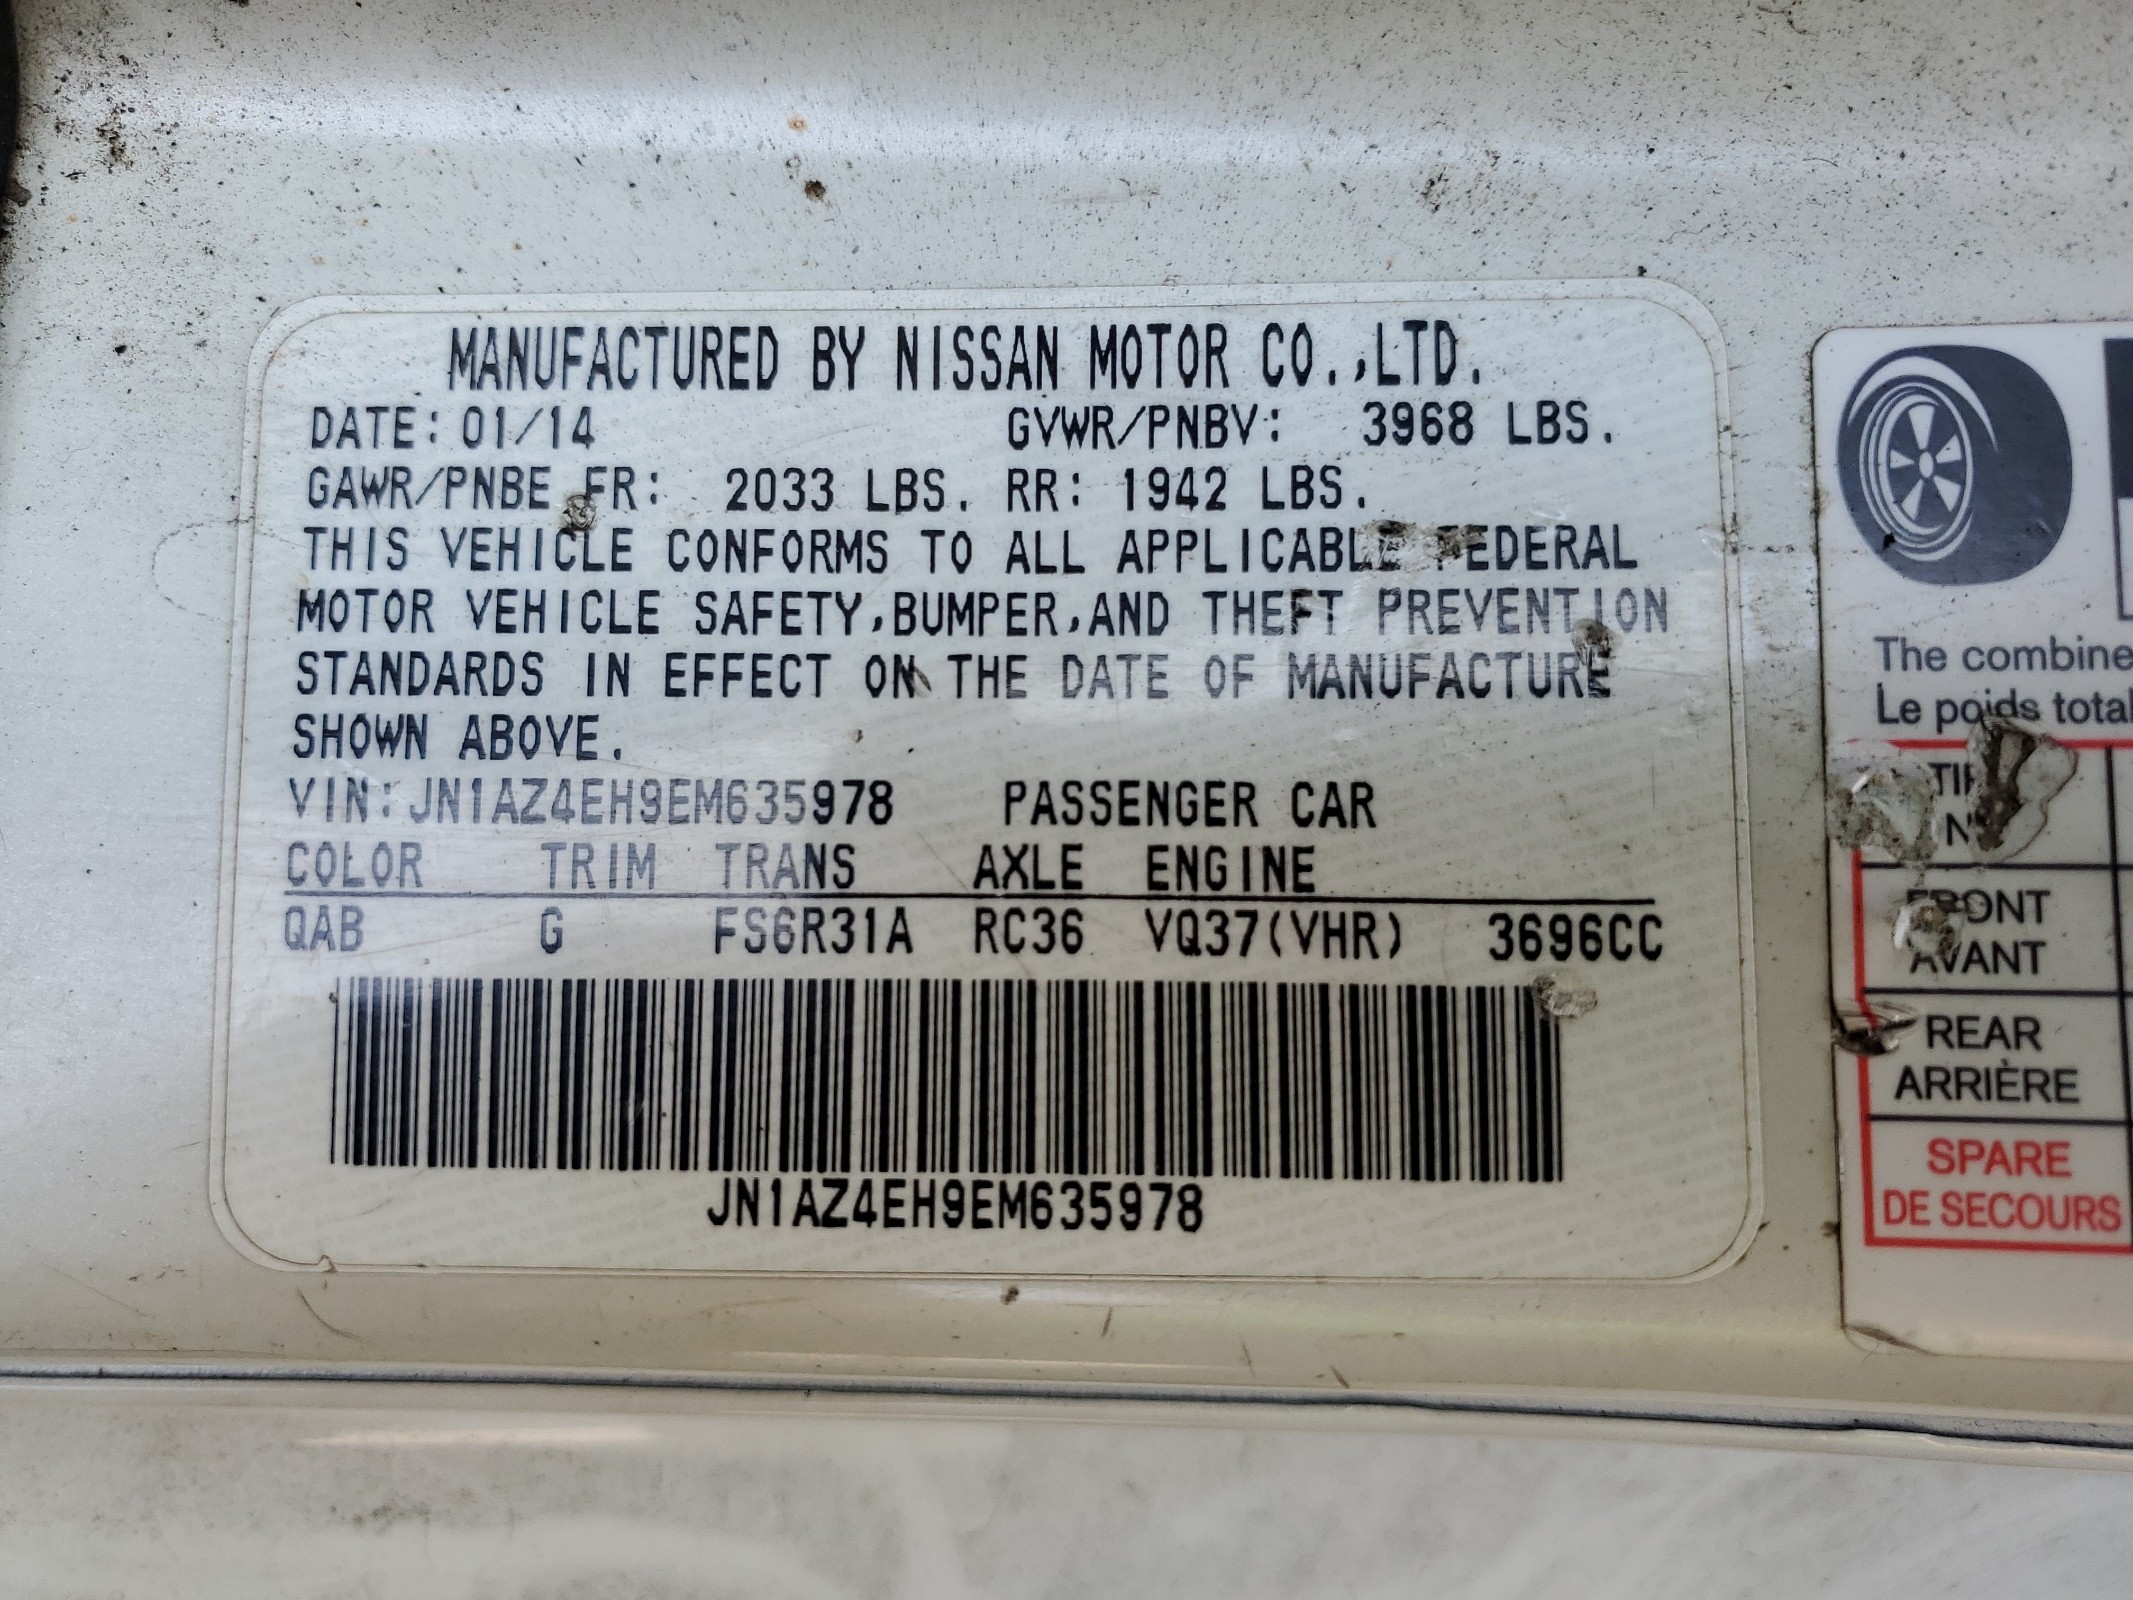 MANUFACTURED BY NISSAN MOTOR CO.,LTD.
DATE: 01/14 GVWR/PNBV: 3968 LBS.
GAWR/PNBE FR: 2033 LBS. RR: 1942 LBS.
THIS VEHICLE CONFORMS TO ALL APPLICABLE FEDERAL
MOTOR VEHICLE SAFETY,BUMPER,AND THEFT PREVENTION
STANDARDS IN EFFECT ON THE DATE OF MANUFACTURE
SHOWN ABOVE.
VIN: JN1AZ4EH9EM635978 PASSENGER CAR
COLOR TRIM TRANS AXLE ENGINE
QAB G FS6R31A RC36 VQ37(VHR) 3696CC
JN1AZ4EH9EM635978
The combine
Le poids total
FRONT
AVANT
REAR
ARRIÈRE
SPARE
DE SECOURS